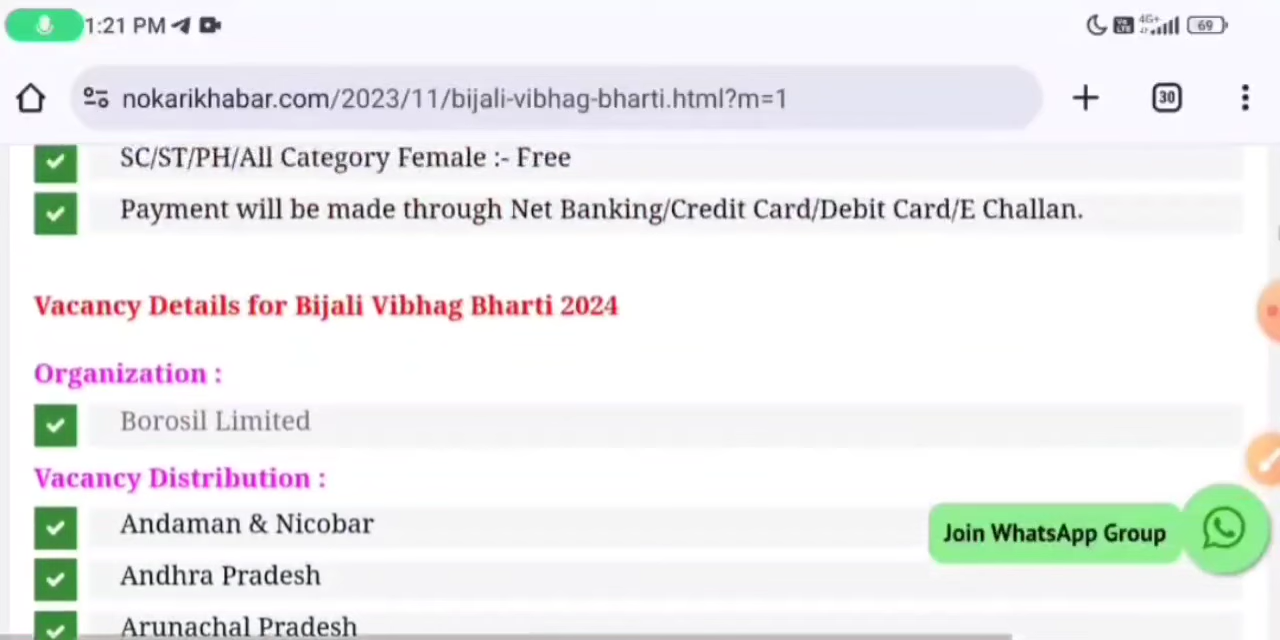 1:21 PM
4G+
69
nokarikhabar.com/2023/11/bijali-vibhag-bharti.html?m=1
30
SC/ST/PH/All Category Female :- Free
Payment will be made through Net Banking/Credit Card/Debit Card/E Challan.
Vacancy Details for Bijali Vibhag Bharti 2024
Organization :
Borosil Limited
Vacancy Distribution :
Andaman & Nicobar
Join WhatsApp Group
Andhra Pradesh
Arunachal Pradesh